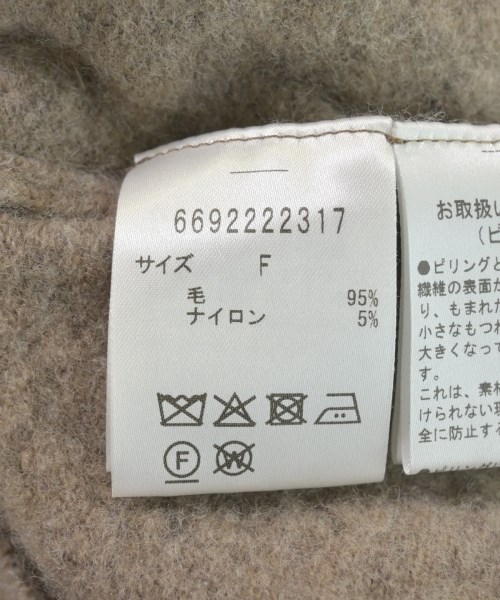 6692222317
サイズ F
毛 95%
ナイロン 5%
F
W
お取扱い
(ピ
●ピリングと
繊維の表面が
り、もまれた
小さなもつれ
大きくなって
す。
これは、素材
けられない現
全に防止する